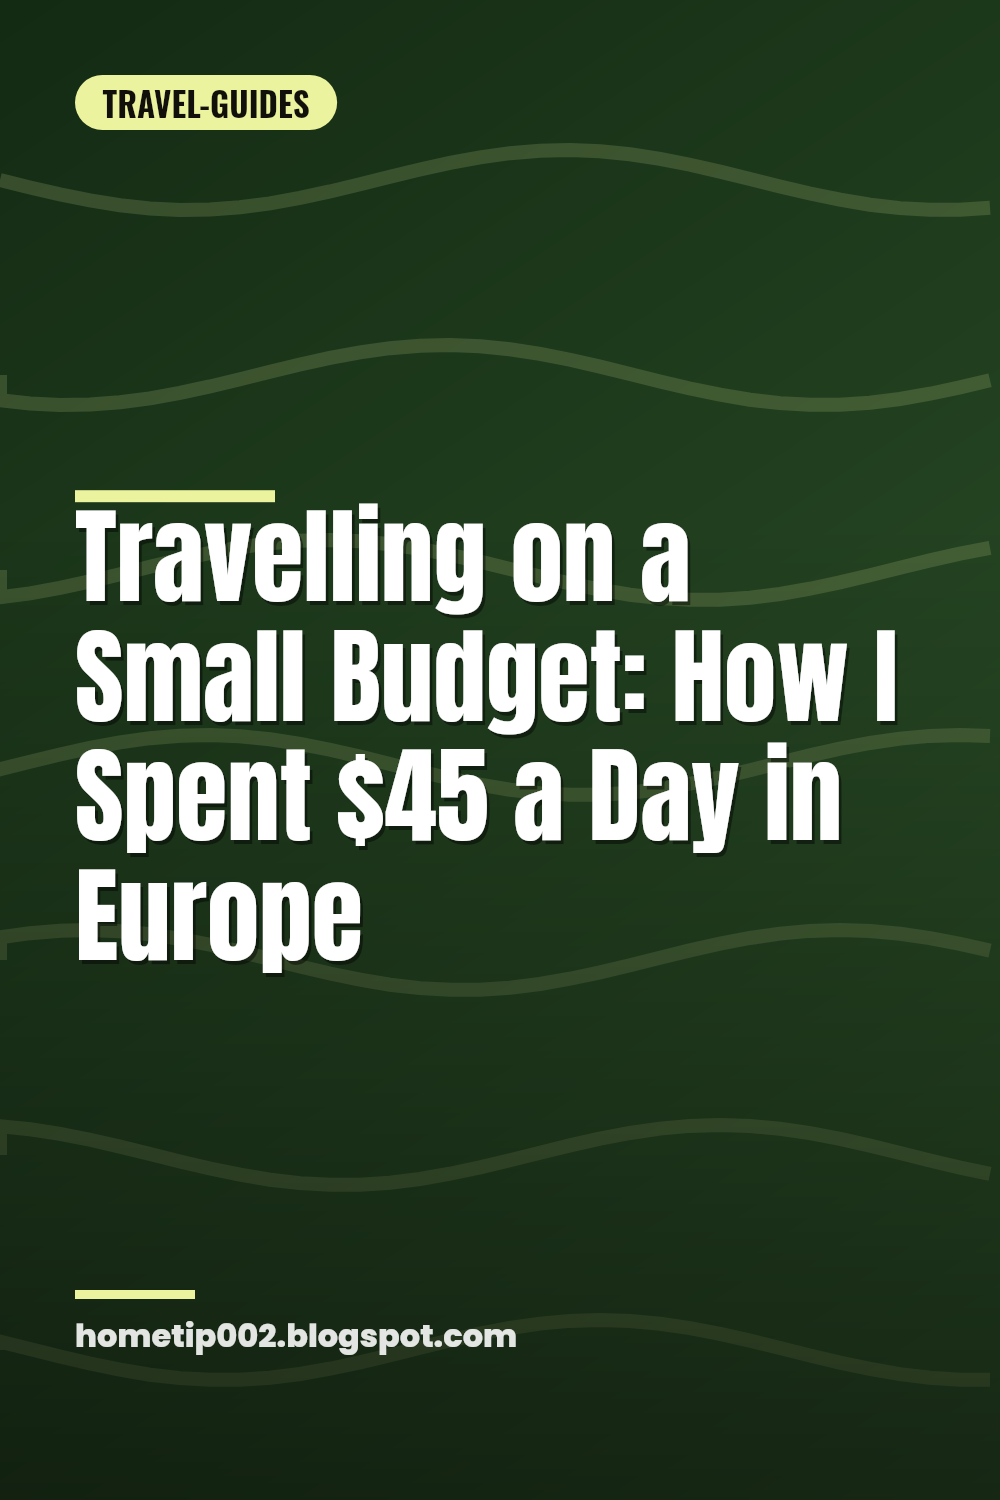 TRAVEL-GUIDES
Travelling on a
Small Budget: How I
Spent $45 a Day in
Europe
hometip002.blogspot.com